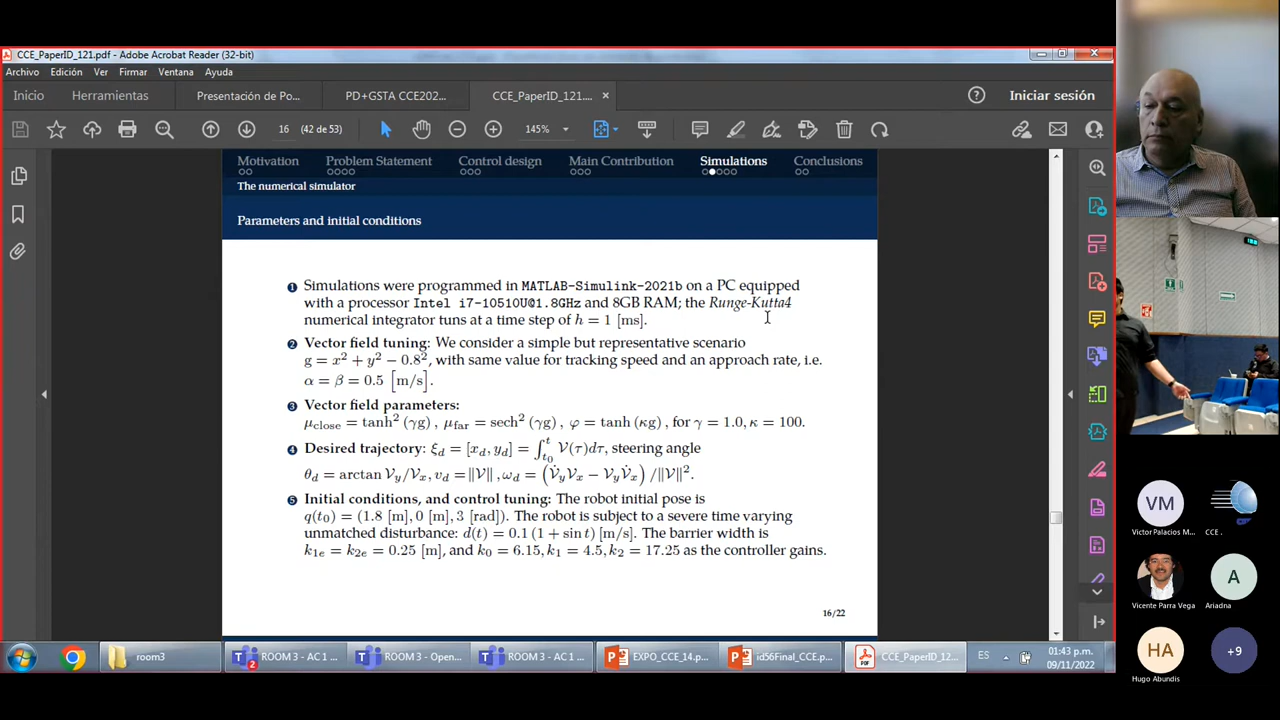 CCE_PaperID_121.pdf - Adobe Acrobat Reader (32-bit)
Archivo Edición Ver Firmar Ventana Ayuda
Inicio Herramientas Presentación de Po... PD+GSTA CCE202... CCE_PaperID_121.... × Iniciar sesión
16 (42 de 53) 145%
Motivation Problem Statement Control design Main Contribution Simulations Conclusions
The numerical simulator
Parameters and initial conditions
1 Simulations were programmed in MATLAB-Simulink-2021b on a PC equipped
with a processor Intel i7-10510U@1.8GHz and 8GB RAM; the Runge-Kutta4
numerical integrator tuns at a time step of h = 1 [ms].
2 Vector field tuning: We consider a simple but representative scenario
g = x² + y² − 0.8², with same value for tracking speed and an approach rate, i.e.
α = β = 0.5 [m/s].
3 Vector field parameters:
μclose = tanh² (γg) , μfar = sech² (γg) , φ = tanh (κg) , for γ = 1.0, κ = 100.
4 Desired trajectory: ξd = [xd, yd] = ∫t0^t V(τ)dτ, steering angle
θd = arctan Vy/Vx, vd = ‖V‖, ωd = (V̇yVx − VyV̇x) /‖V‖².
5 Initial conditions, and control tuning: The robot initial pose is
q(t0) = (1.8 [m], 0 [m], 3 [rad]). The robot is subject to a severe time varying
unmatched disturbance: d(t) = 0.1 (1 + sin t) [m/s]. The barrier width is
k1e = k2e = 0.25 [m], and k0 = 6.15, k1 = 4.5, k2 = 17.25 as the controller gains.
16/22
VM
Victor Palacios M...
CCE .
Vicente Parra Vega
A
Ariadna
HA
Hugo Abundis
+9
room3 ROOM 3 - AC 1 ... 2 ROOM 3 - Open... ROOM 3 - AC 1 ... EXPO_CCE_14.p... id56Final_CCE.p... CCE_PaperID_12... ES 01:43 p.m.
09/11/2022